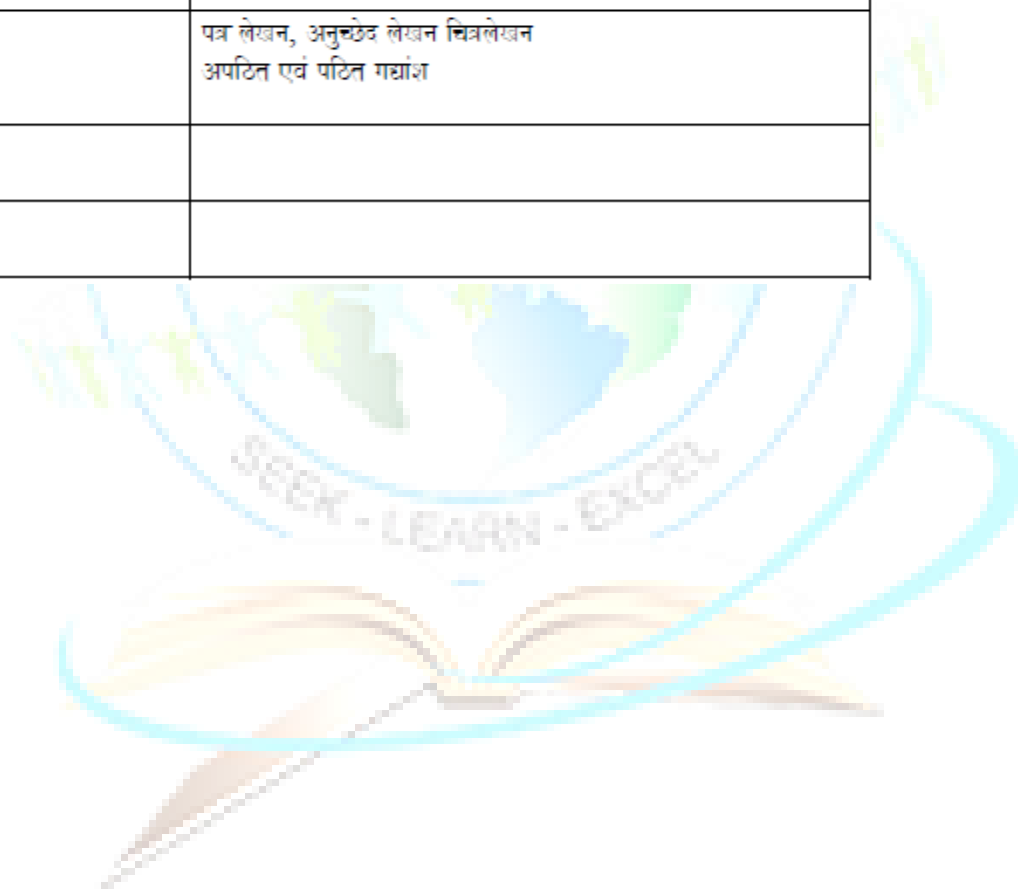 पत्र लेखन, अनुच्छेद लेखन चित्रलेखन
अपठित एवं पठित गद्यांश
SEEK - LEARN - EXCEL